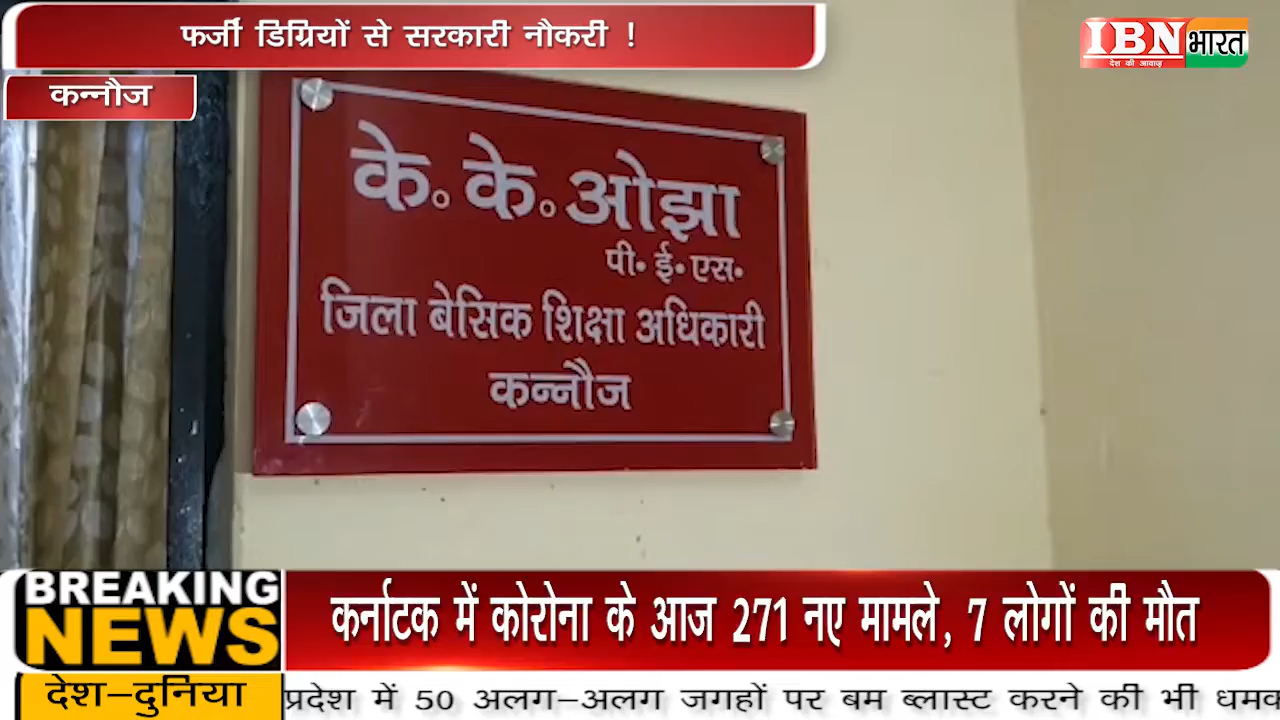 फर्जी डिग्रियों से सरकारी नौकरी !
IBN भारत
देश की आवाज़
कन्नौज
के. के. ओझा
पी. ई. एस.
जिला बेसिक शिक्षा अधिकारी
कन्नौज
BREAKING
NEWS
कर्नाटक में कोरोना के आज 271 नए मामले, 7 लोगों की मौत
देश-दुनिया
प्रदेश में 50 अलग-अलग जगहों पर बम ब्लास्ट करने की भी